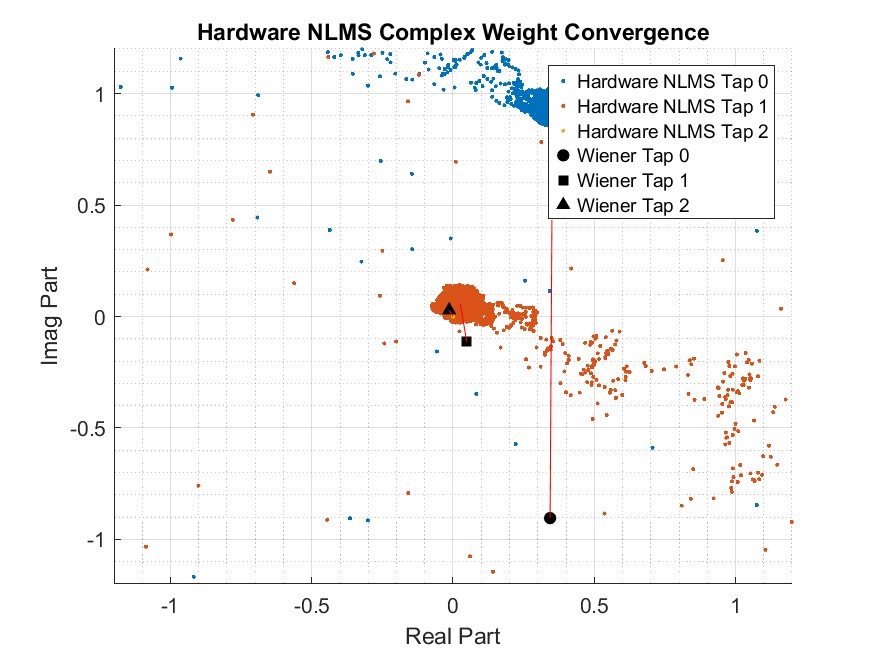 Hardware NLMS Complex Weight Convergence
Hardware NLMS Tap 0
Hardware NLMS Tap 1
Hardware NLMS Tap 2
Wiener Tap 0
Wiener Tap 1
Wiener Tap 2
1
0.5
0
-0.5
-1
Imag Part
-1
-0.5
0
0.5
1
Real Part